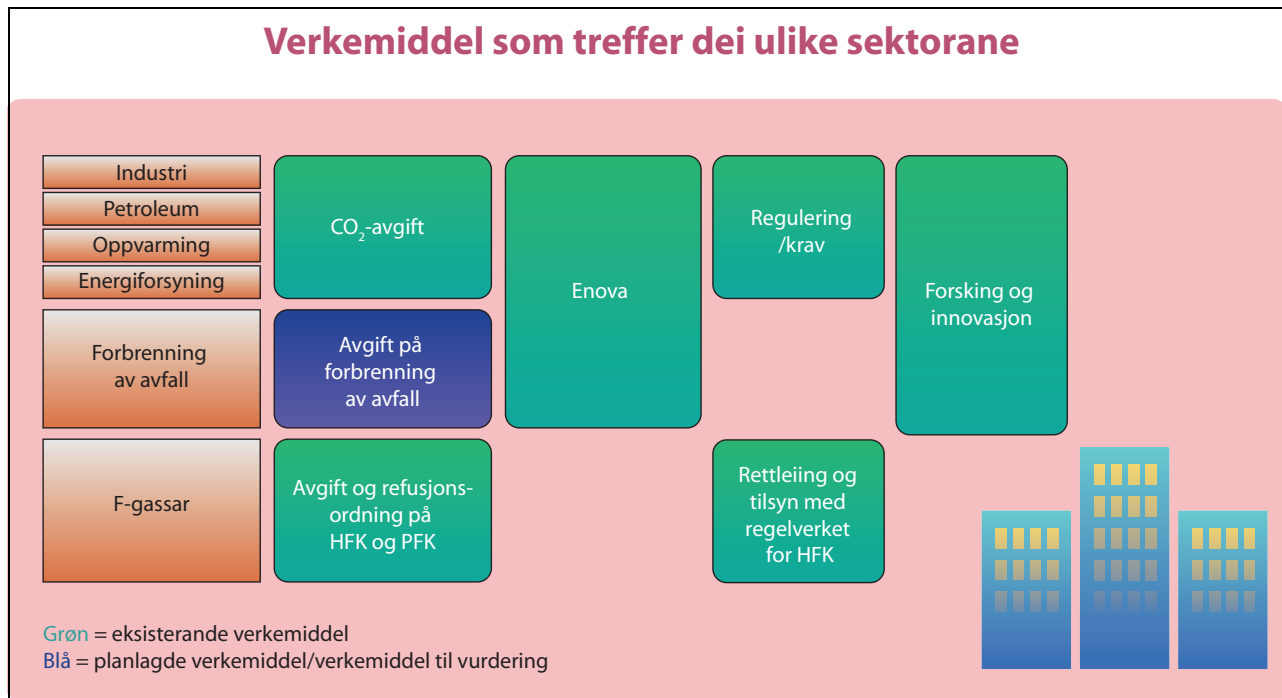 Verkemiddel som treffer dei ulike sektorane
Industri
Petroleum
Oppvarming
Energiforsyning
CO₂-avgift
Enova
Regulering
/krav
Forsking og
innovasjon
Forbrenning
av avfall
Avgift på
forbrenning
av avfall
F-gassar
Avgift og refusjons-
ordning på
HFK og PFK
Rettleiing og
tilsyn med
regelverket
for HFK
Grøn = eksisterande verkemiddel
Blå = planlagde verkemiddel/verkemiddel til vurdering